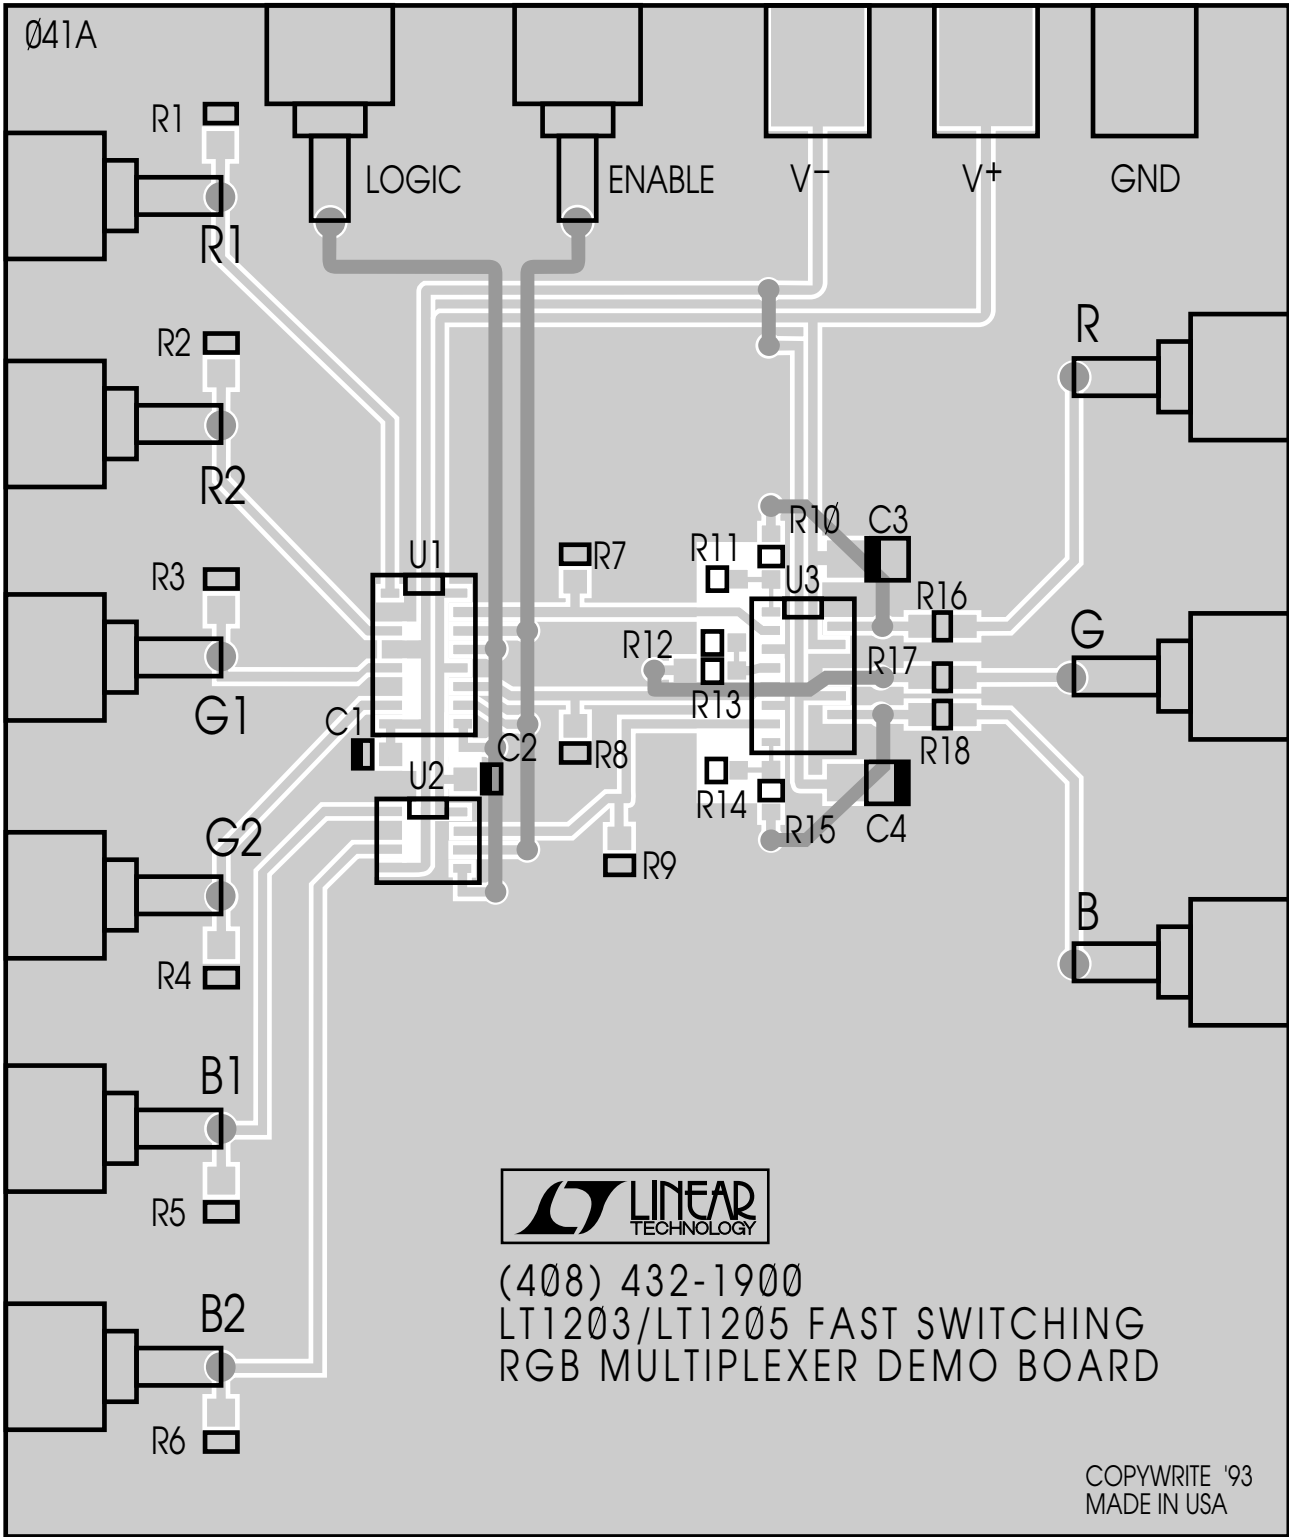 Ø41A
R1
LOGIC
ENABLE
V-
V+
GND
R1
R
R2
R2
R1Ø
C3
U1
R7
R11
U3
R3
R16
G
R12
R17
G1
C1
R13
C2
R8
R18
U2
R14
R15
C4
G2
R9
B
R4
B1
R5
LINEAR
TECHNOLOGY
(4Ø8) 432-19ØØ
B2
LT12Ø3/LT12Ø5 FAST SWITCHING
RGB MULTIPLEXER DEMO BOARD
R6
COPYWRITE '93
MADE IN USA